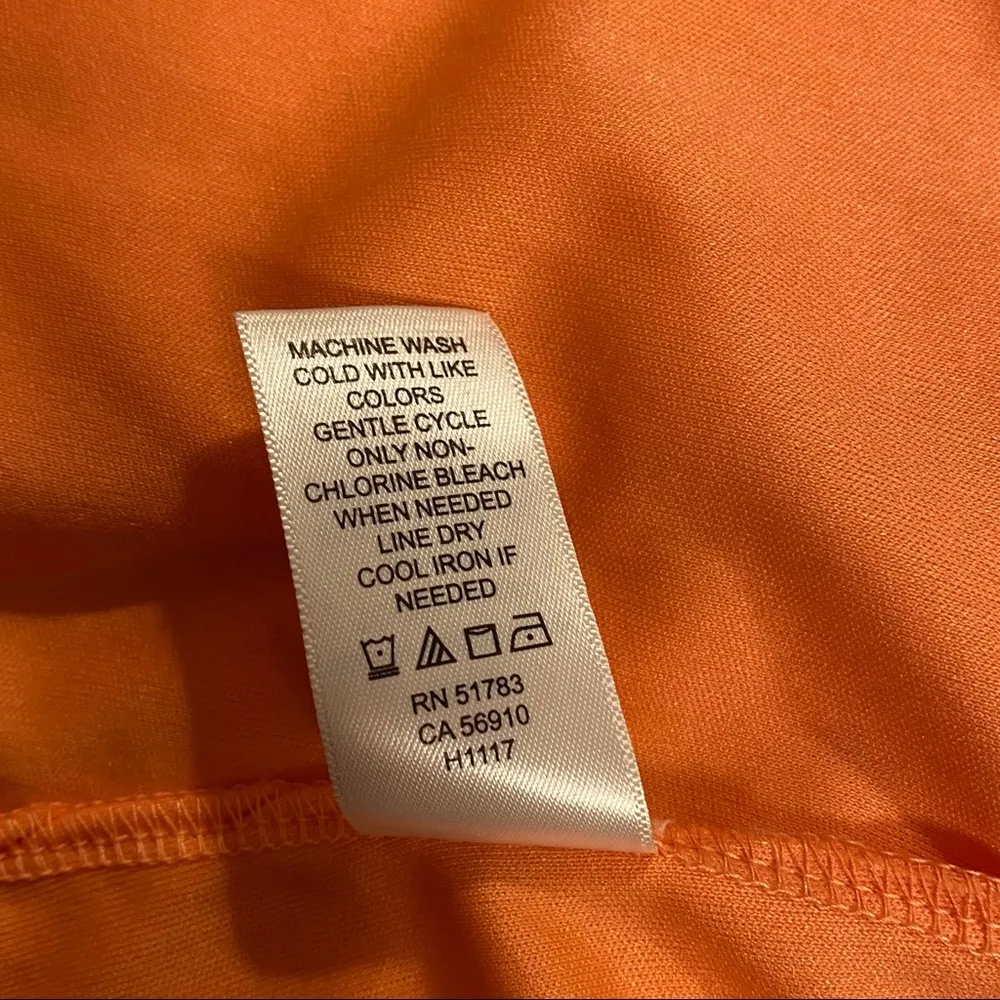 MACHINE WASH
COLD WITH LIKE
COLORS
GENTLE CYCLE
ONLY NON-
CHLORINE BLEACH
WHEN NEEDED
LINE DRY
COOL IRON IF
NEEDED
RN 51783
CA 56910
H1117